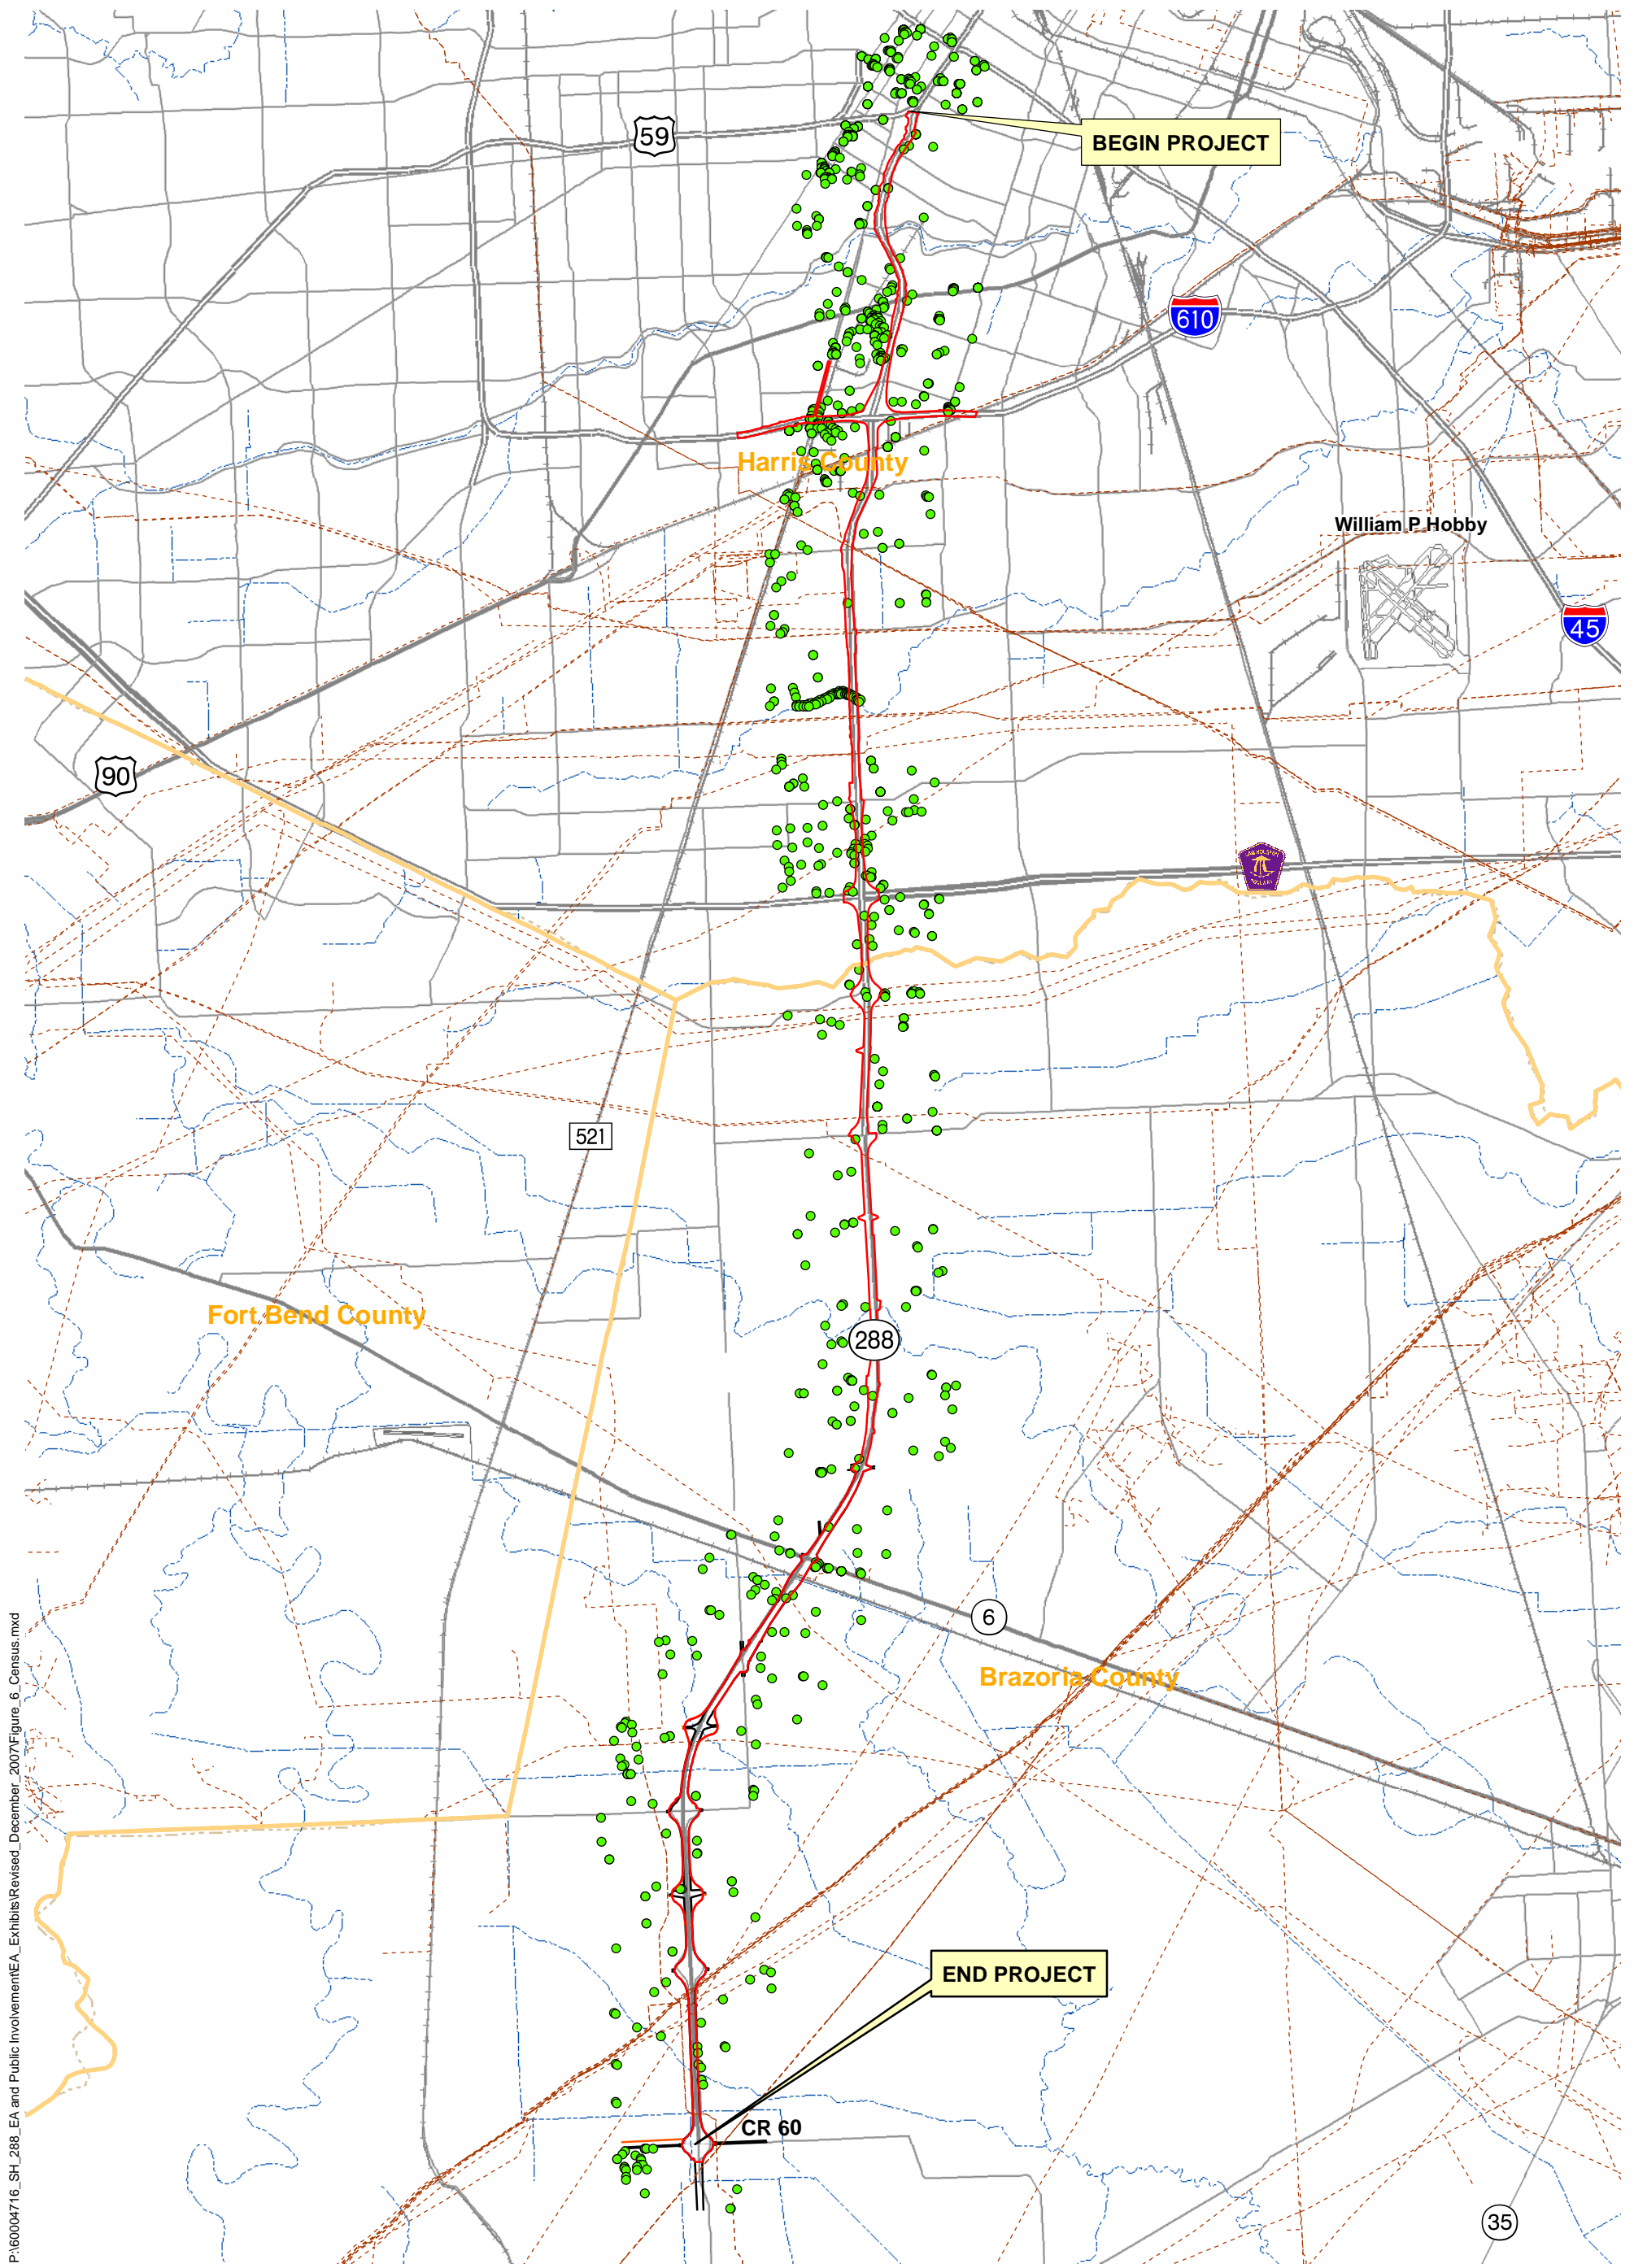 59
BEGIN PROJECT
610
Harris County
William P Hobby
45
90
521
Fort Bend County
288
6
Brazoria County
END PROJECT
CR 60
35
P:\60004716_SH_288_EA and Public Involvement\EA_Exhibits\Revised_December_2007\Figure_6_Census.mxd